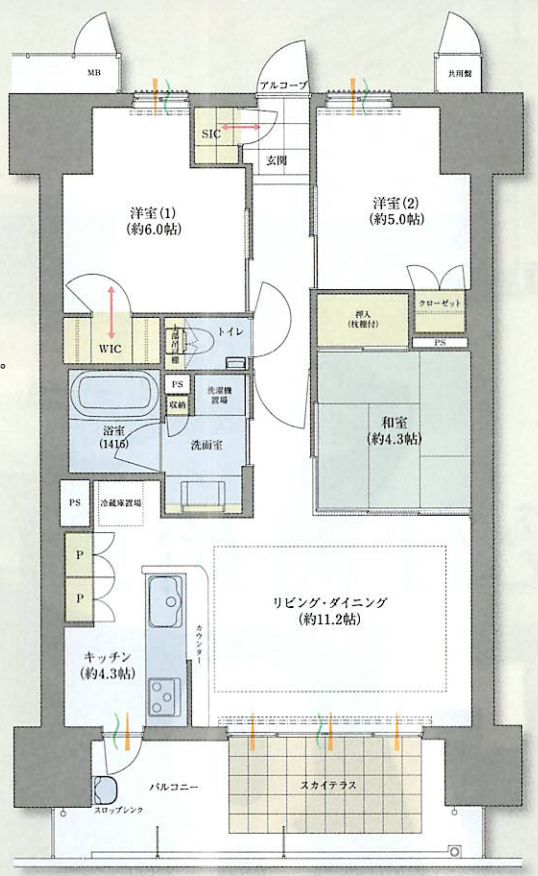 MB
アルコーブ
共用盤
SIC
玄関
洋室(1)
(約6.0帖)
洋室(2)
(約5.0帖)
WIC
上部吊戸棚
トイレ
押入
(枕棚付)
クローゼット
PS
。
浴室
(1416)
PS
収納
洗濯機
置場
洗面室
和室
(約4.3帖)
PS
冷蔵庫置場
P
P
キッチン
(約4.3帖)
カウンター
リビング・ダイニング
(約11.2帖)
スロップシンク
バルコニー
スカイテラス